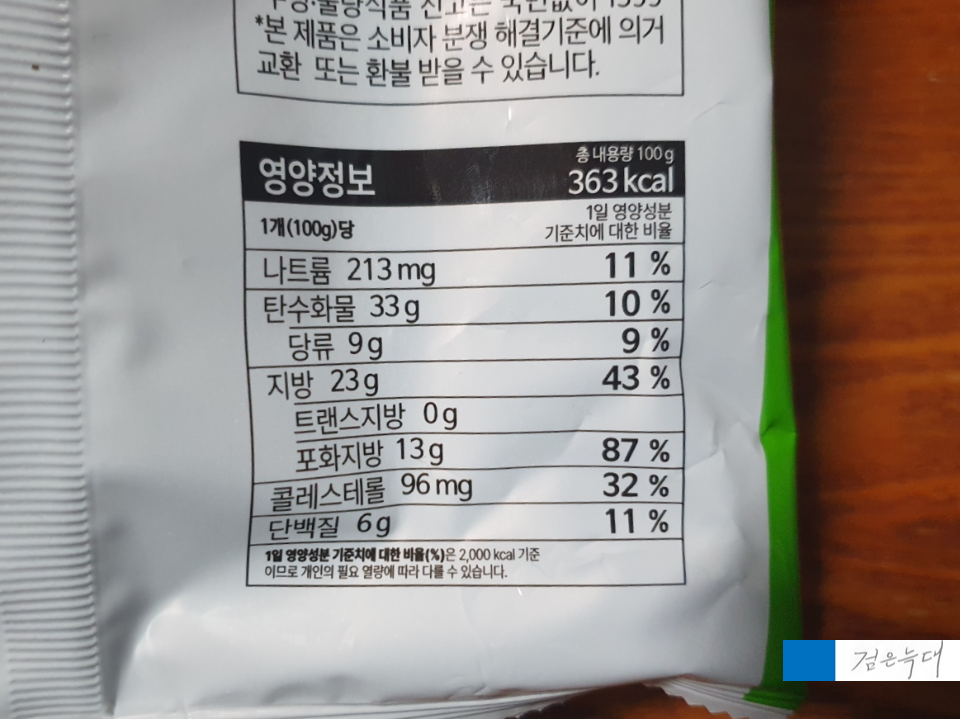 *본 제품은 소비자 분쟁 해결기준에 의거
교환 또는 환불 받을 수 있습니다.
영양정보
총 내용량 100g
363kcal
1개(100g)당
1일 영양성분
기준치에 대한 비율
나트륨 213mg 11 %
탄수화물 33g 10 %
당류 9g 9 %
지방 23g 43 %
트랜스지방 0g
포화지방 13g 87 %
콜레스테롤 96mg 32 %
단백질 6g 11 %
1일 영양성분 기준치에 대한 비율(%)은 2,000 kcal 기준
이므로 개인의 필요 열량에 따라 다를 수 있습니다.
검은늑대